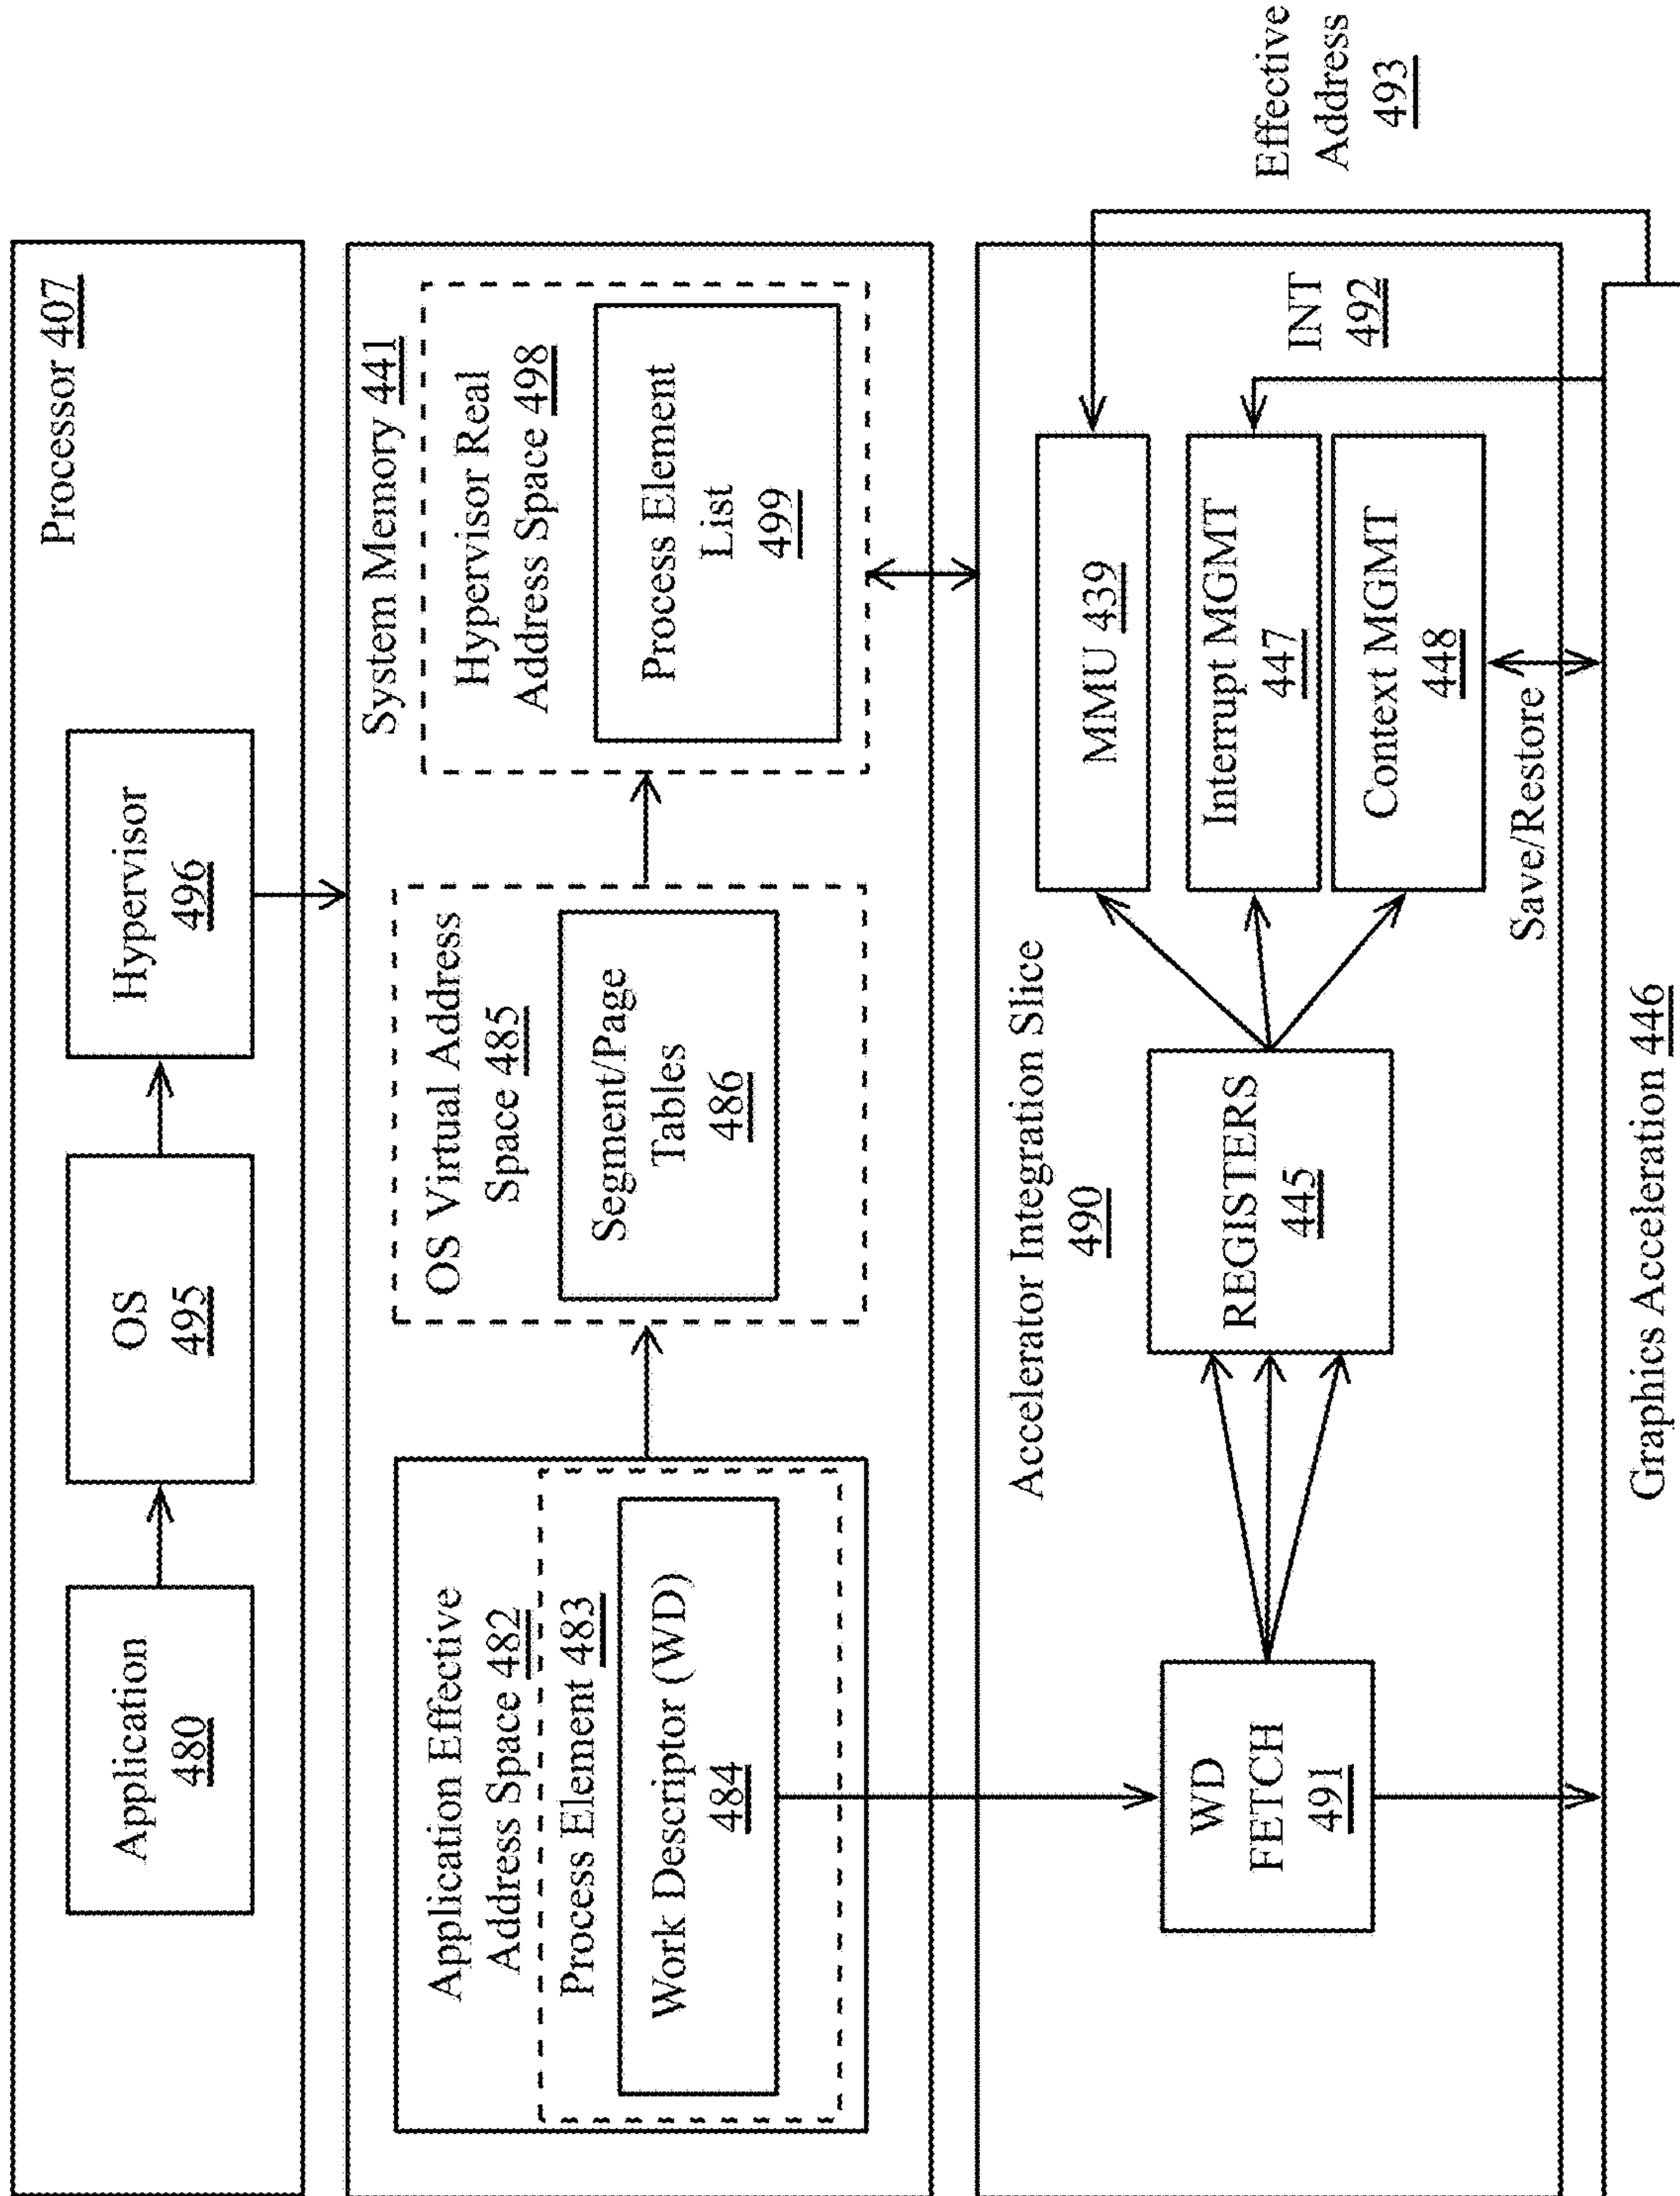 Processor 407
Application
480
OS
495
Hypervisor
496
System Memory 441
Application Effective
Address Space 482
Process Element 483
Work Descriptor (WD)
484
OS Virtual Address
Space 485
Segment/Page
Tables
486
Hypervisor Real
Address Space 498
Process Element
List
499
Accelerator Integration Slice
490
WD
FETCH
491
REGISTERS
445
MMU 439
Interrupt MGMT
447
Context MGMT
448
INT
492
Effective
Address
493
Save/Restore
Graphics Acceleration 446